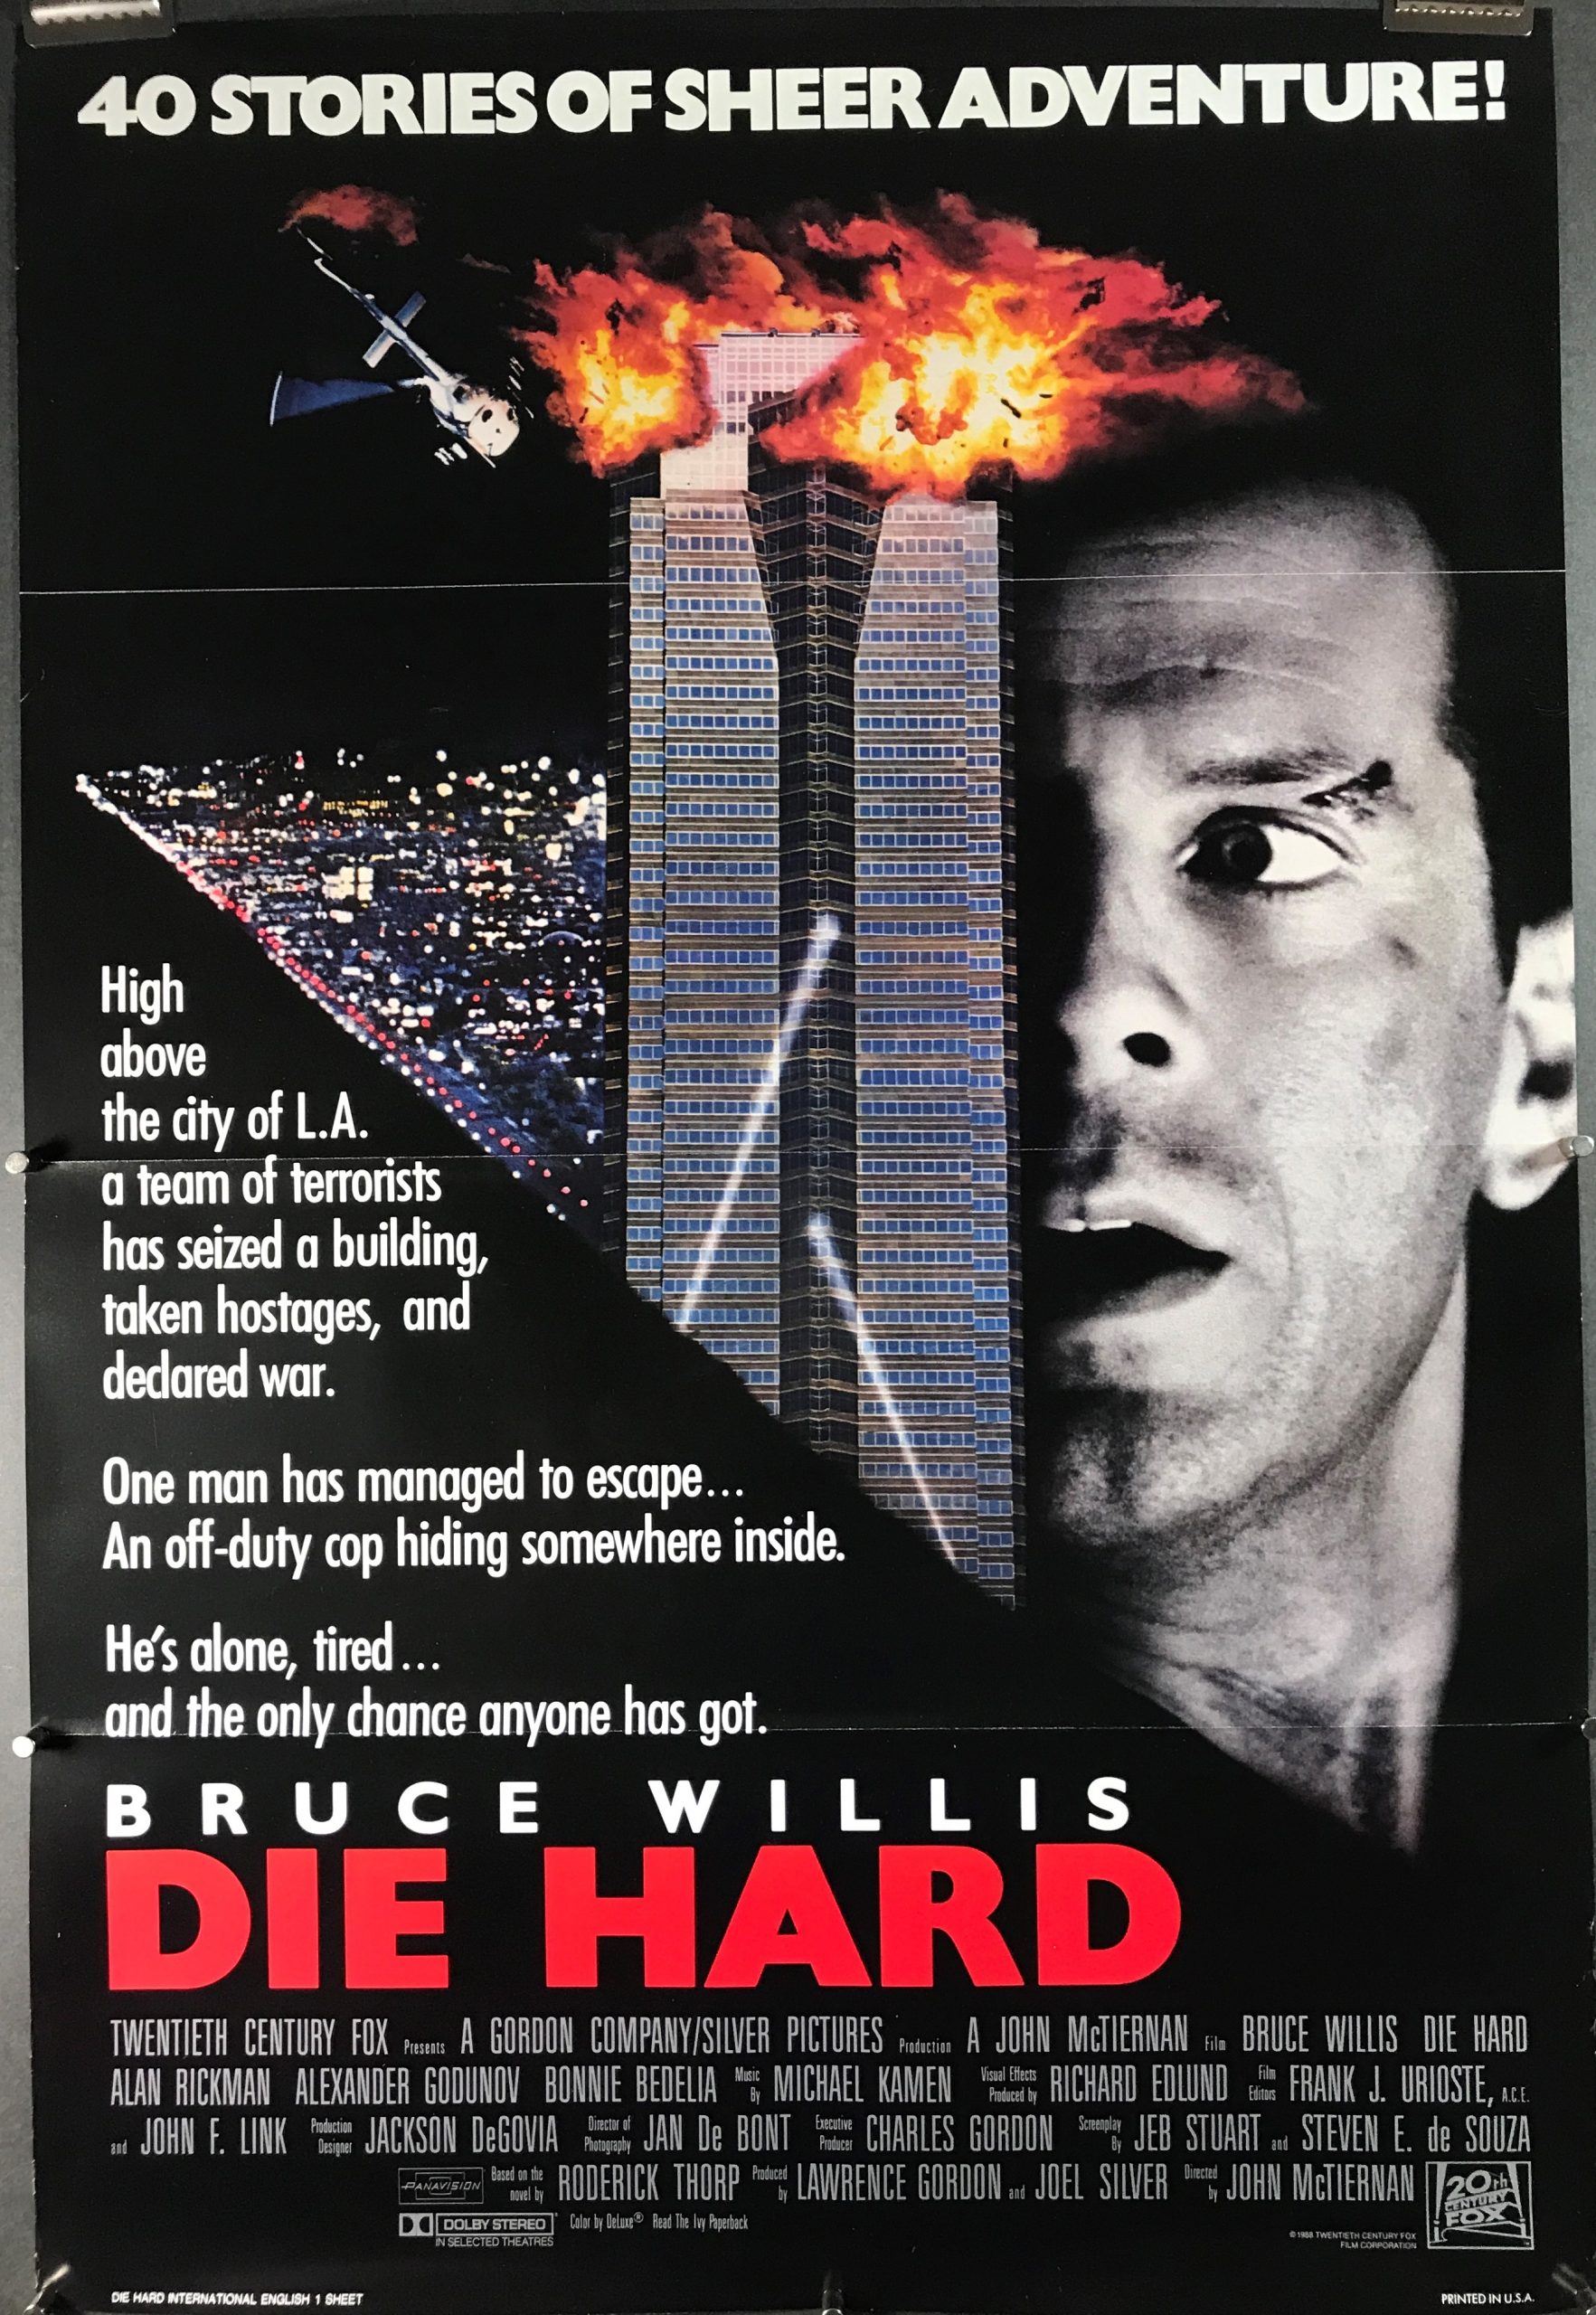 40 STORIES OF SHEER ADVENTURE!
High
above
the city of L.A.
a team of terrorists
has seized a building,
taken hostages, and
declared war.
One man has managed to escape...
An off-duty cop hiding somewhere inside.
He's alone, tired...
and the only chance anyone has got.
BRUCE WILLIS
DIE HARD
TWENTIETH CENTURY FOX Presents A GORDON COMPANY/SILVER PICTURES Production A JOHN McTIERNAN Film BRUCE WILLIS DIE HARD
ALAN RICKMAN ALEXANDER GODUNOV BONNIE BEDELIA Music By MICHAEL KAMEN Visual Effects Produced by RICHARD EDLUND Film Editors FRANK J. URIOSTE, A.C.E.
and JOHN F. LINK Production Designer JACKSON DeGOVIA Director of Photography JAN De BONT Executive Producer CHARLES GORDON Screenplay By JEB STUART and STEVEN E. de SOUZA
PANAVISION Based on the novel by RODERICK THORP Produced by LAWRENCE GORDON and JOEL SILVER Directed by JOHN McTIERNAN
20th CENTURY FOX
DOLBY STEREO Color by DeLuxe® Read The Ivy Paperback
IN SELECTED THEATRES
©1988 TWENTIETH CENTURY FOX
FILM CORPORATION
DIE HARD INTERNATIONAL ENGLISH 1 SHEET
PRINTED IN U.S.A.